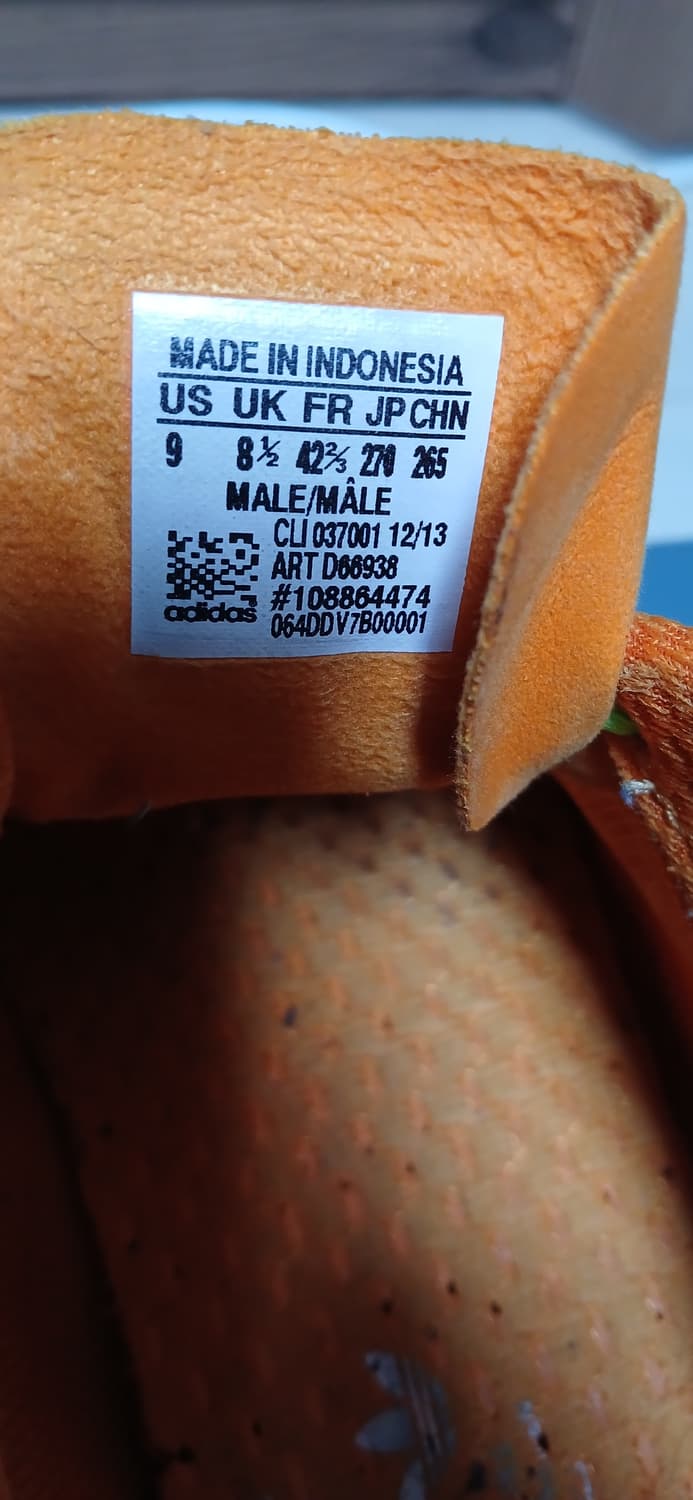 MADE IN INDONESIA
US UK FR JP CHN
9 8½ 42⅔ 270 265
MALE/MÂLE
CLI 037001 12/13
ART D66938
#108864474
064DDV7B00001
adidas